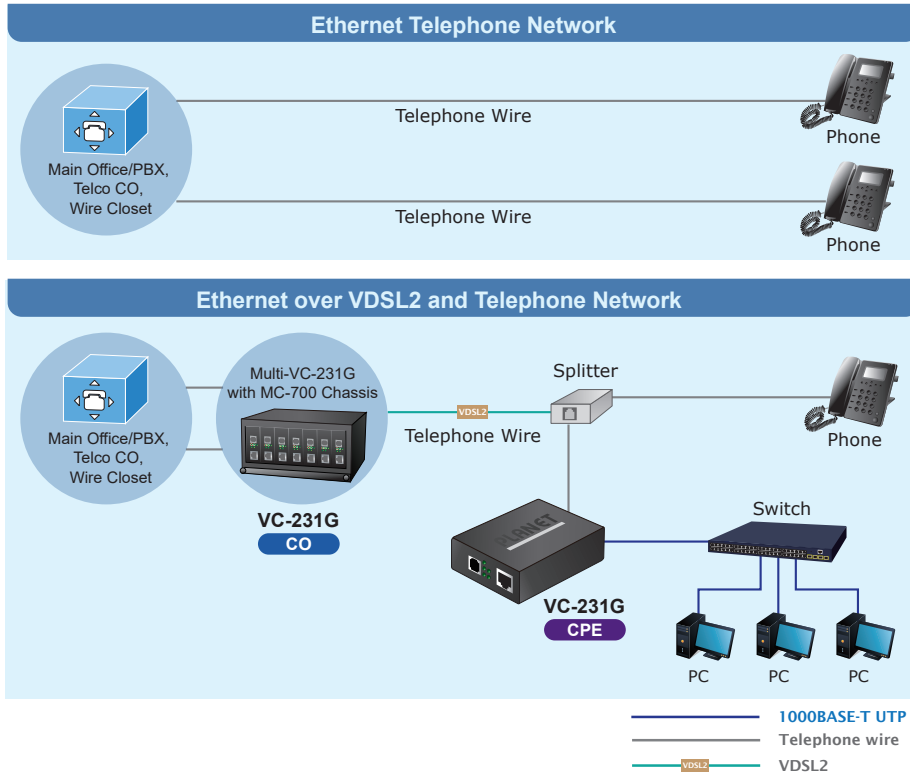 Ethernet Telephone Network
Telephone Wire
Phone
Main Office/PBX,
Telco CO,
Wire Closet
Telephone Wire
Phone
Ethernet over VDSL2 and Telephone Network
Multi-VC-231G
with MC-700 Chassis
Splitter
VDSL2
Telephone Wire
Phone
Main Office/PBX,
Telco CO,
Wire Closet
VC-231G
CO
Switch
PLANET
VC-231G
CPE
PC
PC
PC
1000BASE-T UTP
Telephone wire
VDSL2
VDSL2